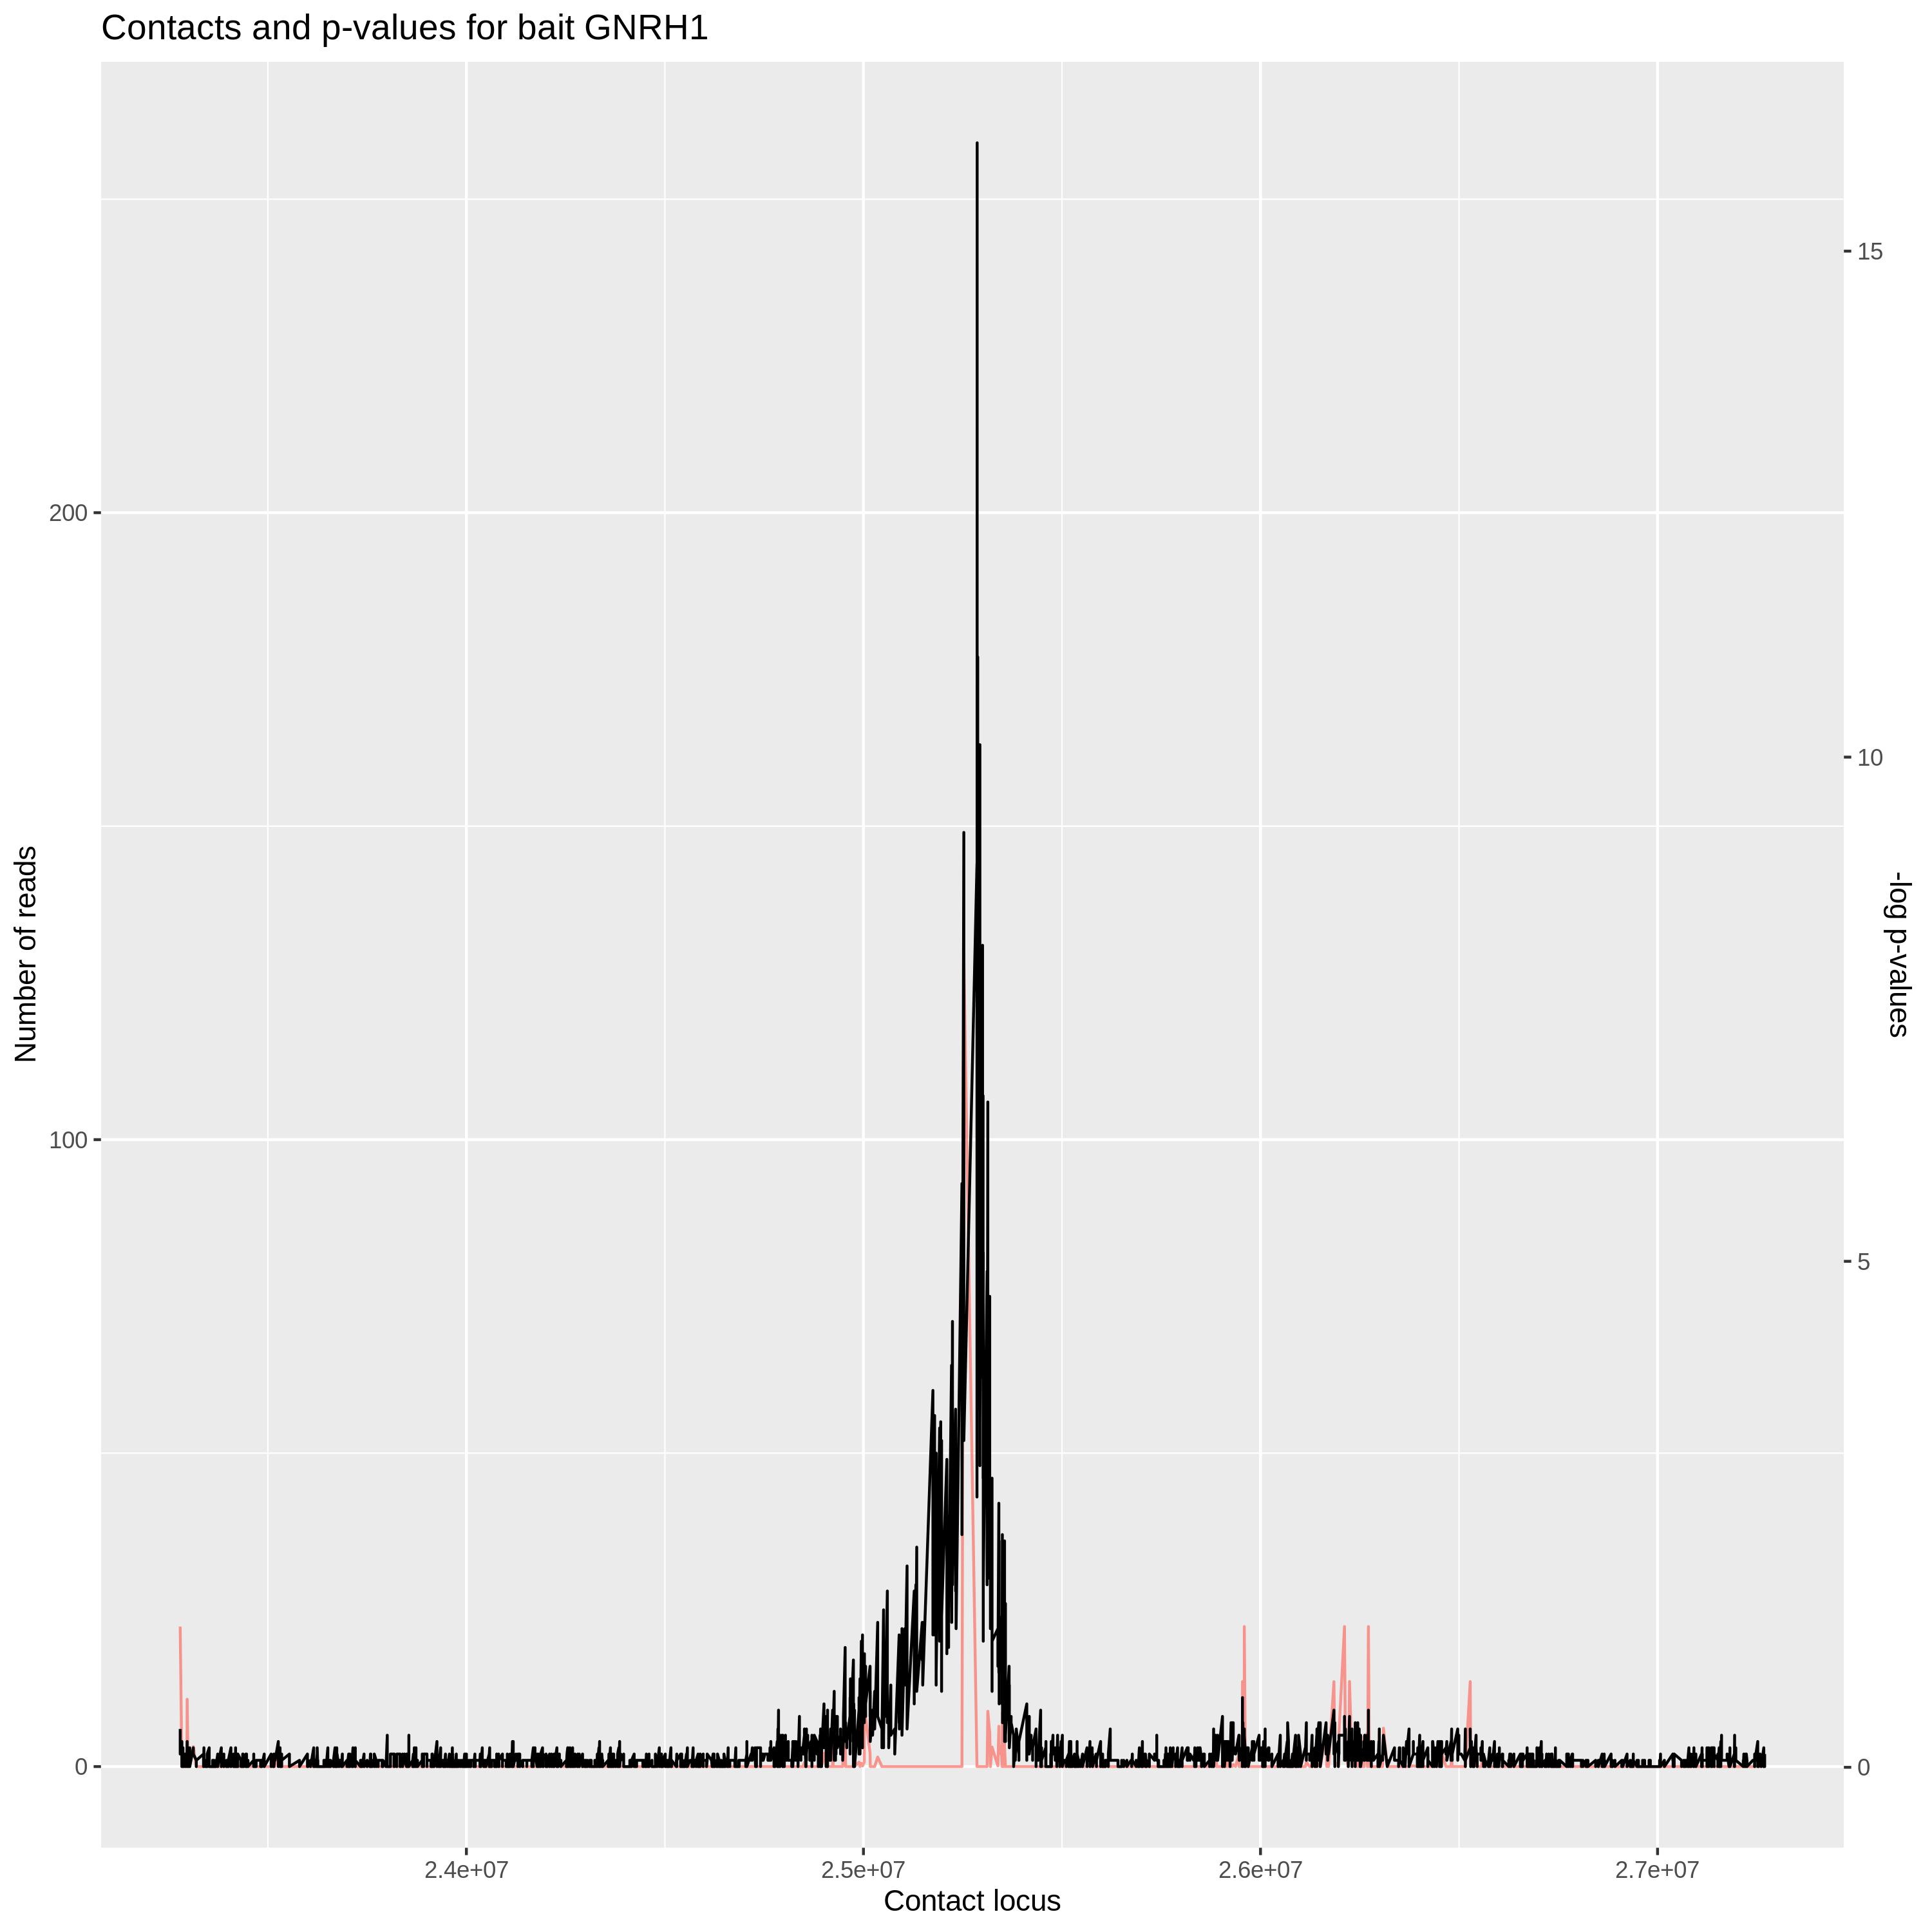 Contacts and p-values for bait GNRH1
Number of reads
200
100
0
15
10
5
0
-log p-values
2.4e+07
2.5e+07
2.6e+07
2.7e+07
Contact locus